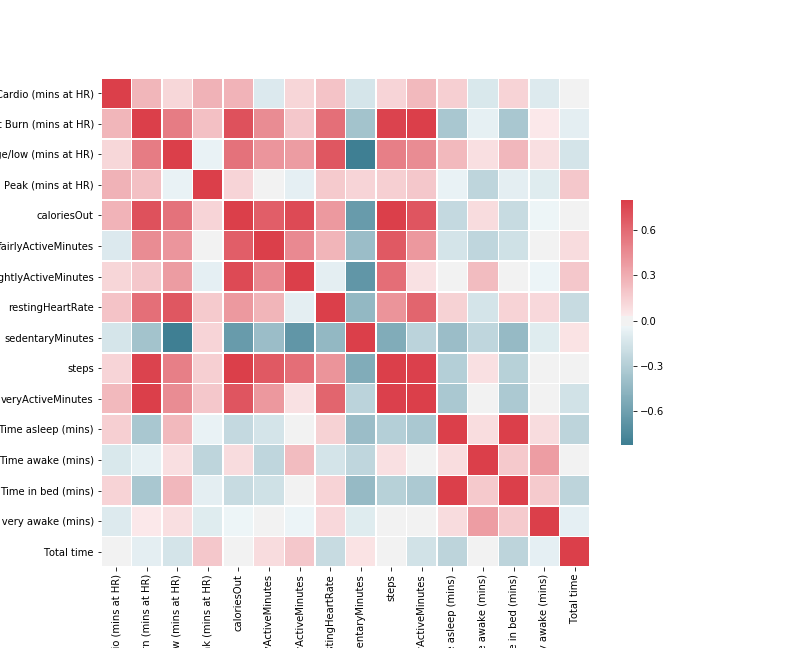 Cardio (mins at HR)
t Burn (mins at HR)
ge/low (mins at HR)
Peak (mins at HR)
caloriesOut
fairlyActiveMinutes
ghtlyActiveMinutes
restingHeartRate
sedentaryMinutes
steps
veryActiveMinutes
Time asleep (mins)
Time awake (mins)
Time in bed (mins)
very awake (mins)
Total time
0.6
0.3
0.0
−0.3
−0.6
io (mins at HR)
rn (mins at HR)
w (mins at HR)
k (mins at HR)
caloriesOut
ActiveMinutes
ActiveMinutes
stingHeartRate
entaryMinutes
steps
ActiveMinutes
e asleep (mins)
e awake (mins)
e in bed (mins)
y awake (mins)
Total time